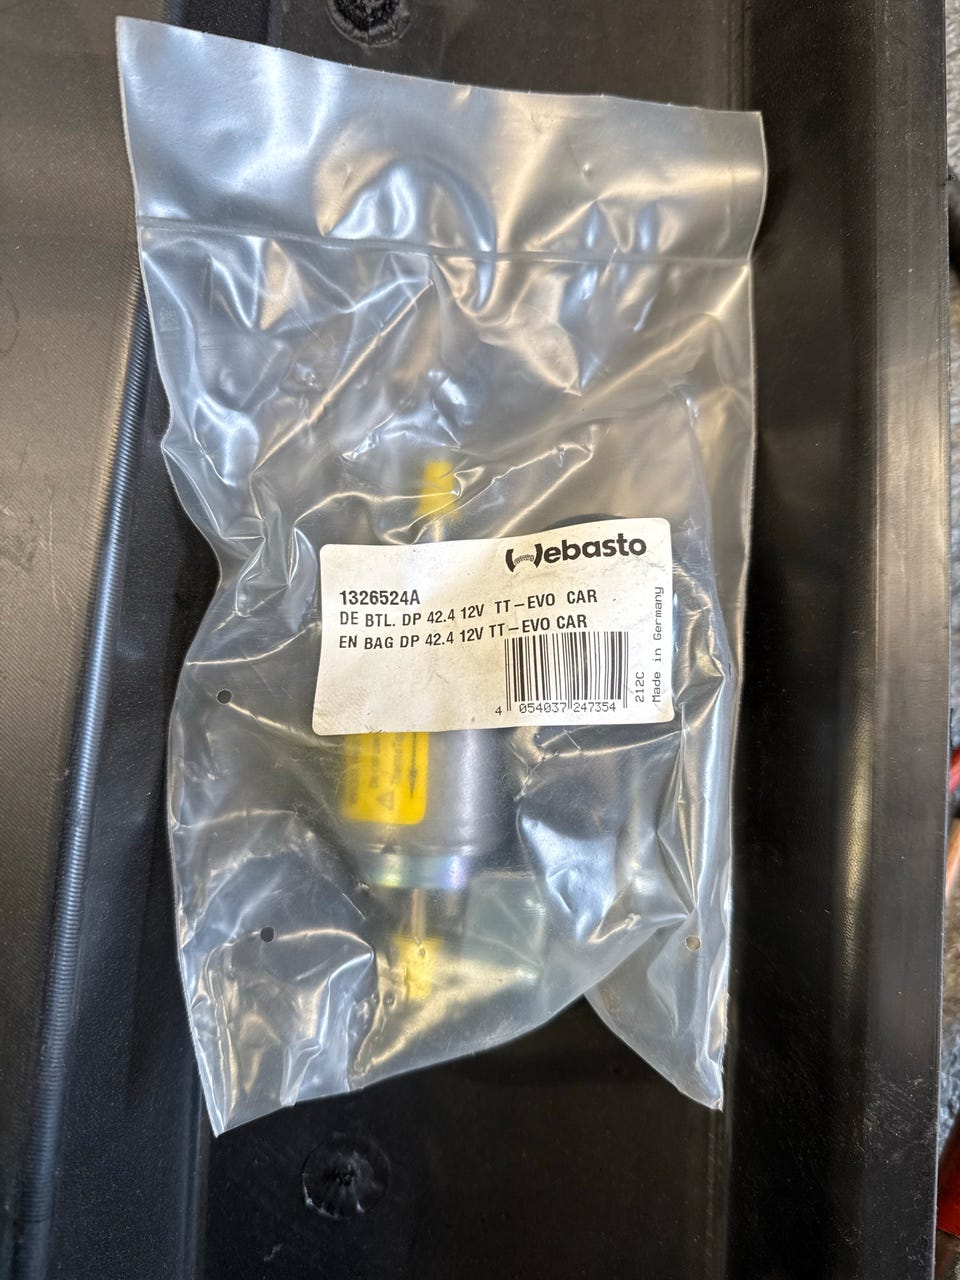 Webasto
1326524A
DE BTL. DP 42.4 12V TT-EVO CAR
EN BAG DP 42.4 12V TT-EVO CAR
4 054037 247354
212C
Made in Germany